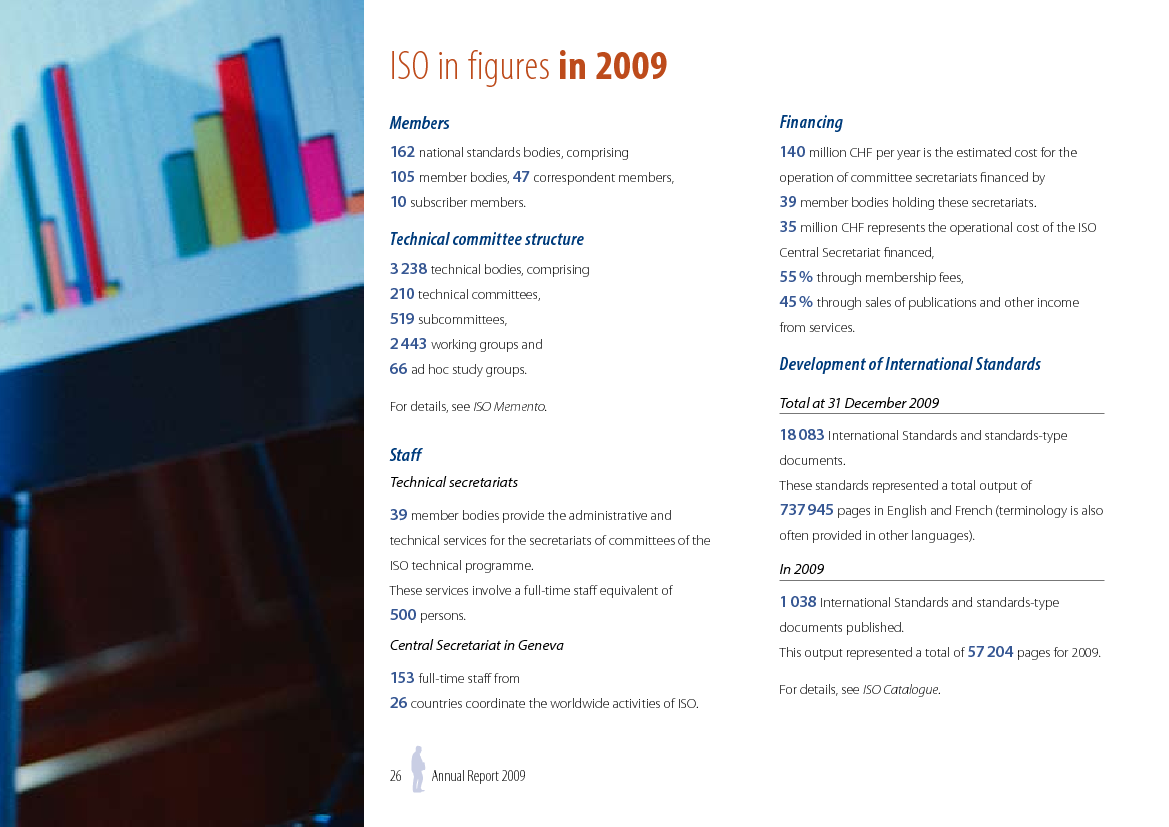 ISO in figures in 2009
Members
162 national standards bodies, comprising
105 member bodies, 47 correspondent members,
10 subscriber members.
Technical committee structure
3 238 technical bodies, comprising
210 technical committees,
519 subcommittees,
2 443 working groups and
66 ad hoc study groups.
For details, see ISO Memento.
Staff
Technical secretariats
39 member bodies provide the administrative and
technical services for the secretariats of committees of the
ISO technical programme.
These services involve a full-time staff equivalent of
500 persons.
Central Secretariat in Geneva
153 full-time staff from
26 countries coordinate the worldwide activities of ISO.
Financing
140 million CHF per year is the estimated cost for the
operation of committee secretariats financed by
39 member bodies holding these secretariats.
35 million CHF represents the operational cost of the ISO
Central Secretariat financed,
55 % through membership fees,
45 % through sales of publications and other income
from services.
Development of International Standards
Total at 31 December 2009
18 083 International Standards and standards-type
documents.
These standards represented a total output of
737 945 pages in English and French (terminology is also
often provided in other languages).
In 2009
1 038 International Standards and standards-type
documents published.
This output represented a total of 57 204 pages for 2009.
For details, see ISO Catalogue.
26 Annual Report 2009